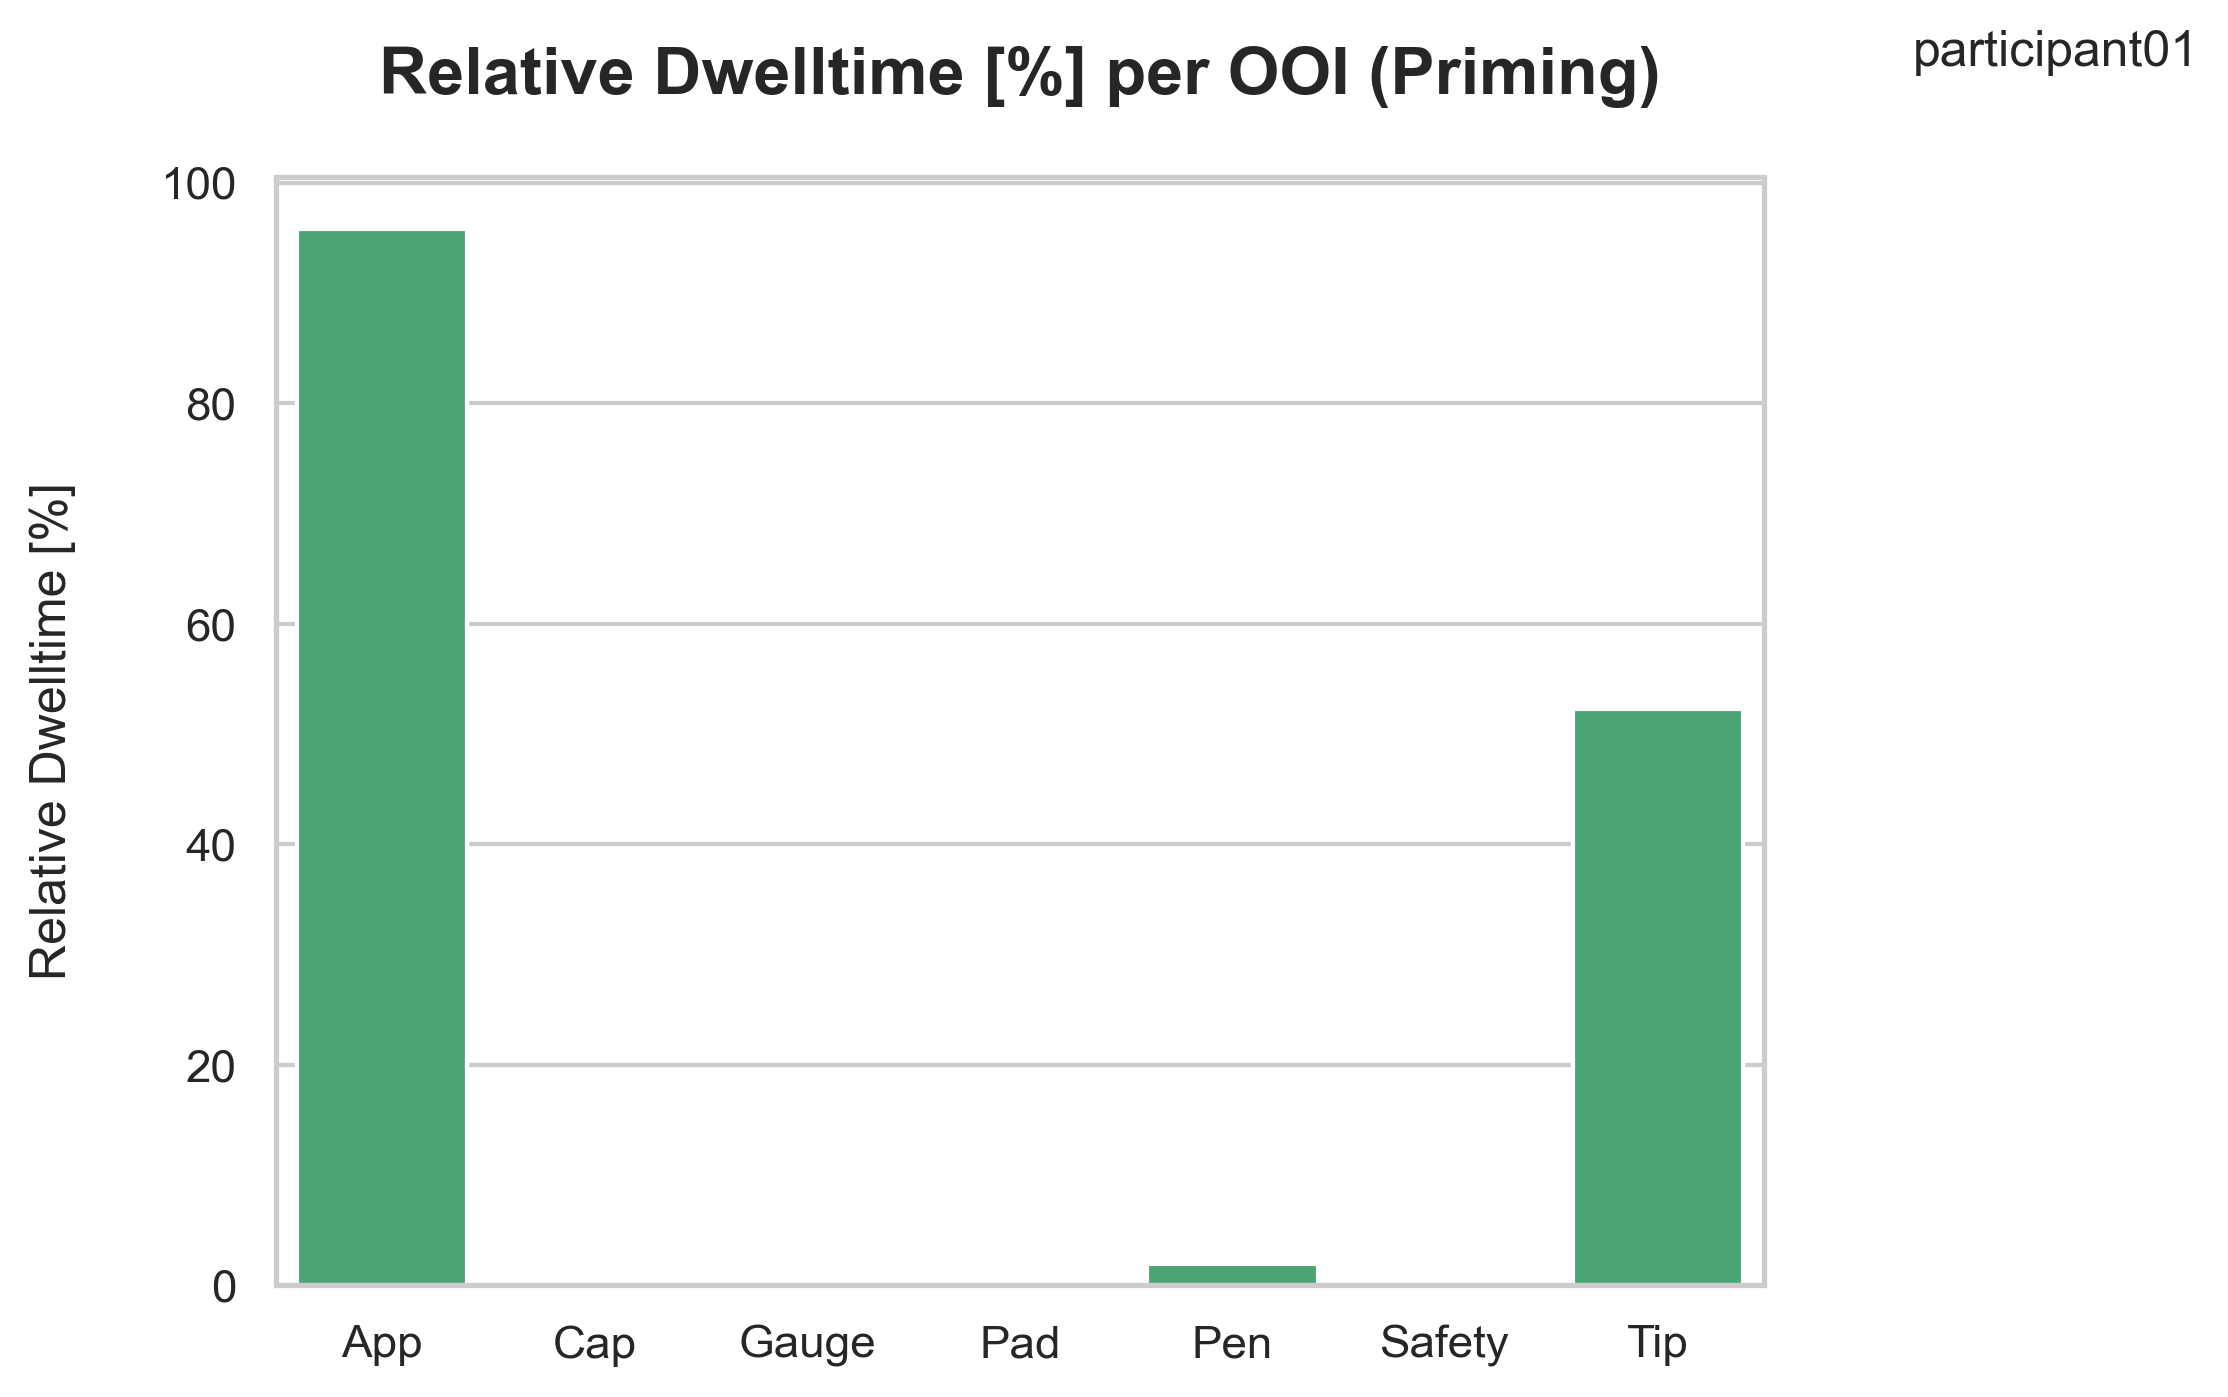 participant01
Relative Dwelltime [%] per OOI (Priming)
Relative Dwelltime [%]
100
80
60
40
20
0
App Cap Gauge Pad Pen Safety Tip